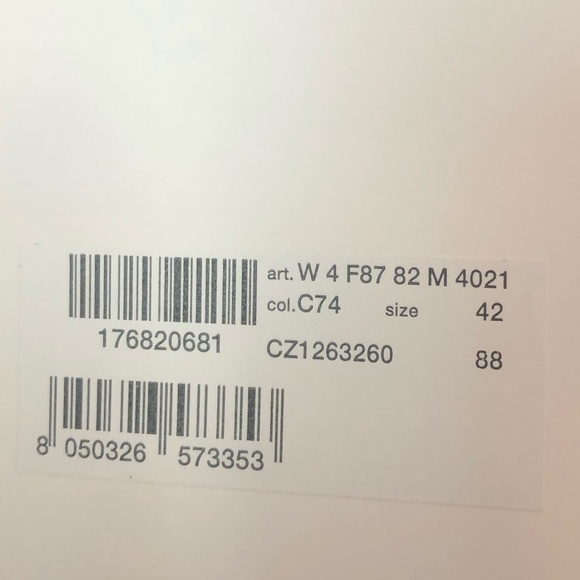 art. W 4 F87 82 M 4021
col.C74 size 42
176820681 CZ1263260 88
8 050326 573353